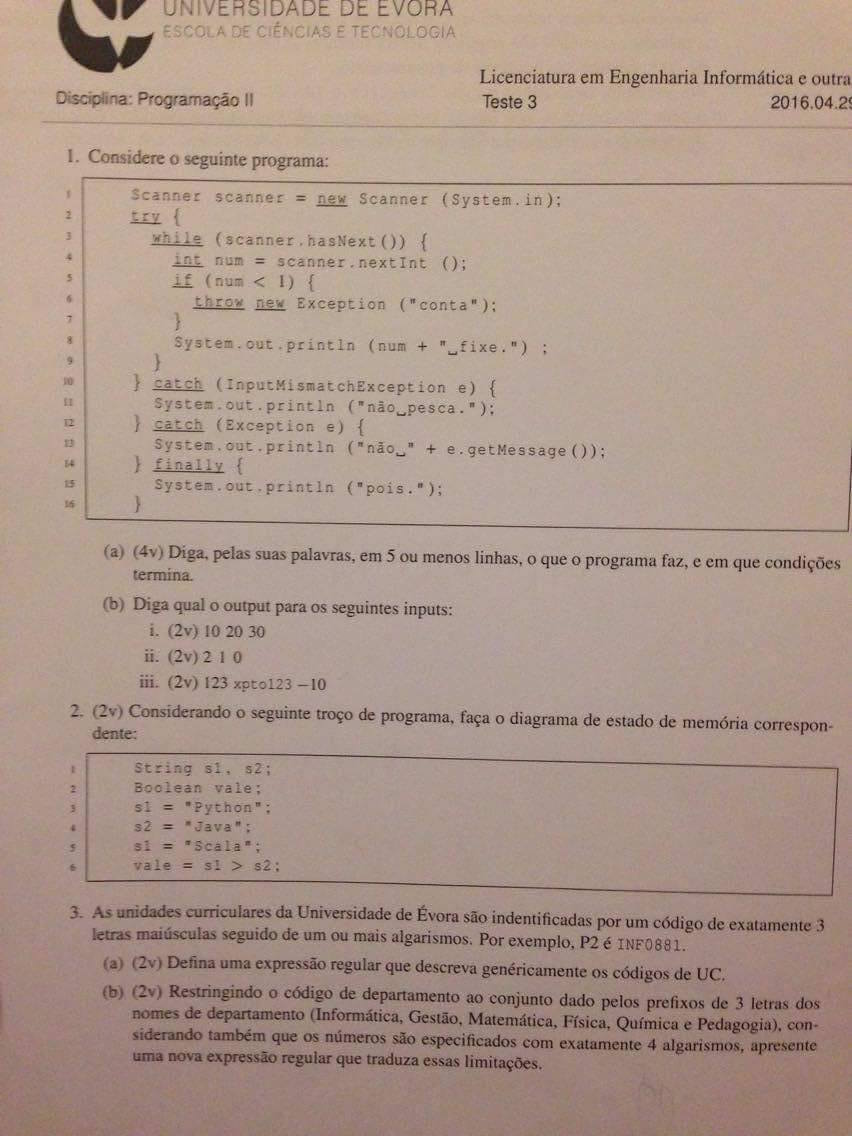 UNIVERSIDADE DE ÉVORA
ESCOLA DE CIÊNCIAS E TECNOLOGIA
Licenciatura em Engenharia Informática e outra
Disciplina: Programação II Teste 3 2016.04.29
1. Considere o seguinte programa:
1 Scanner scanner = new Scanner (System.in);
2 try {
3 while (scanner.hasNext()) {
4 int num = scanner.nextInt ();
5 if (num < 1) {
6 throw new Exception ("conta");
7 }
8 System.out.println (num + "␣fixe.") ;
9 }
10 } catch (InputMismatchException e) {
11 System.out.println ("não␣pesca.");
12 } catch (Exception e) {
13 System.out.println ("não␣" + e.getMessage());
14 } finally {
15 System.out.println ("pois.");
16 }
(a) (4v) Diga, pelas suas palavras, em 5 ou menos linhas, o que o programa faz, e em que condições
termina.
(b) Diga qual o output para os seguintes inputs:
i. (2v) 10 20 30
ii. (2v) 2 1 0
iii. (2v) 123 xpto123 −10
2. (2v) Considerando o seguinte troço de programa, faça o diagrama de estado de memória correspon-
dente:
1 String s1, s2;
2 Boolean vale;
3 s1 = "Python";
4 s2 = "Java";
5 s1 = "Scala";
6 vale = s1 > s2;
3. As unidades curriculares da Universidade de Évora são indentificadas por um código de exatamente 3
letras maiúsculas seguido de um ou mais algarismos. Por exemplo, P2 é INF0881.
(a) (2v) Defina uma expressão regular que descreva genéricamente os códigos de UC.
(b) (2v) Restringindo o código de departamento ao conjunto dado pelos prefixos de 3 letras dos
nomes de departamento (Informática, Gestão, Matemática, Física, Química e Pedagogia), con-
siderando também que os números são especificados com exatamente 4 algarismos, apresente
uma nova expressão regular que traduza essas limitações.